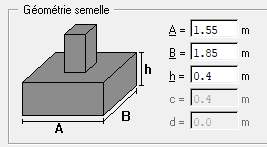 Géométrie semelle
A = 1.55 m
B = 1.85 m
h = 0.4 m
c = 0.4 m
d = 0.0 m
h
B
A